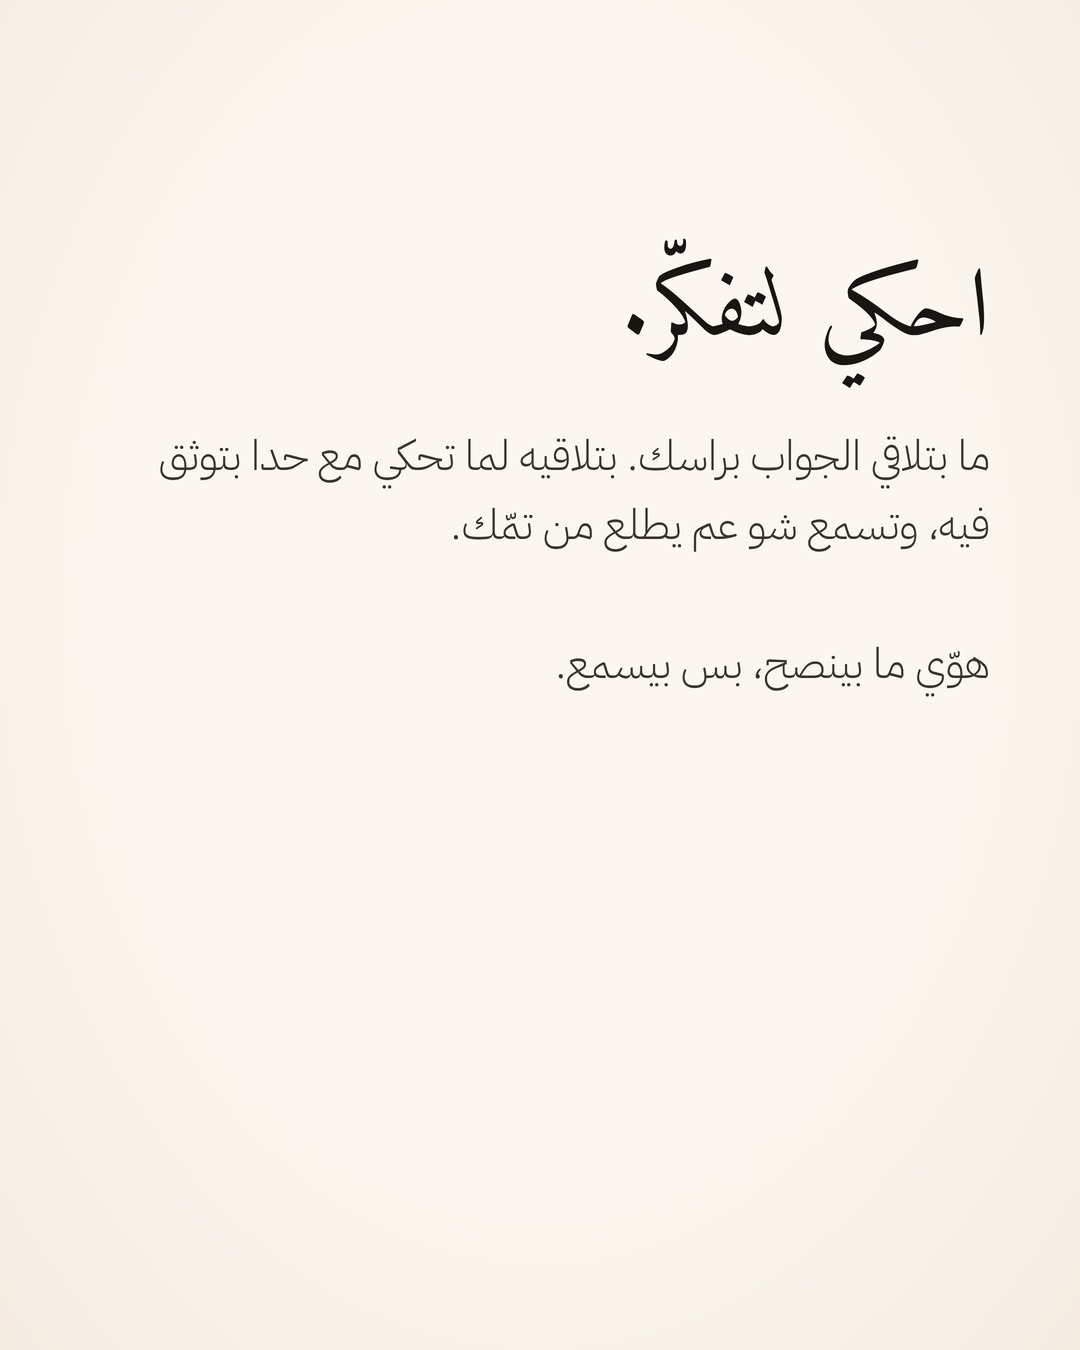 احكي لتفكّر.
ما بتلاقي الجواب براسك. بتلاقيه لما تحكي مع حدا بتوثق
فيه، وتسمع شو عم يطلع من تمّك.
هوّي ما بينصح، بس بيسمع.